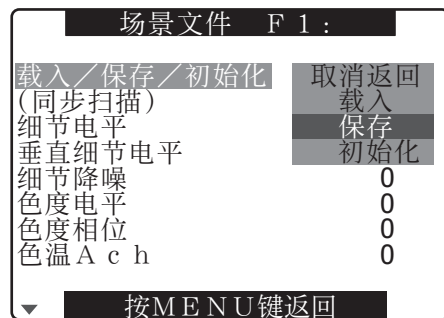 场景文件 F1:
载入／保存／初始化 取消返回
(同步扫描) 载入
细节电平 保存
垂直细节电平 初始化
细节降噪 0
色度电平 0
色度相位 0
色温Ach 0
按MENU键返回